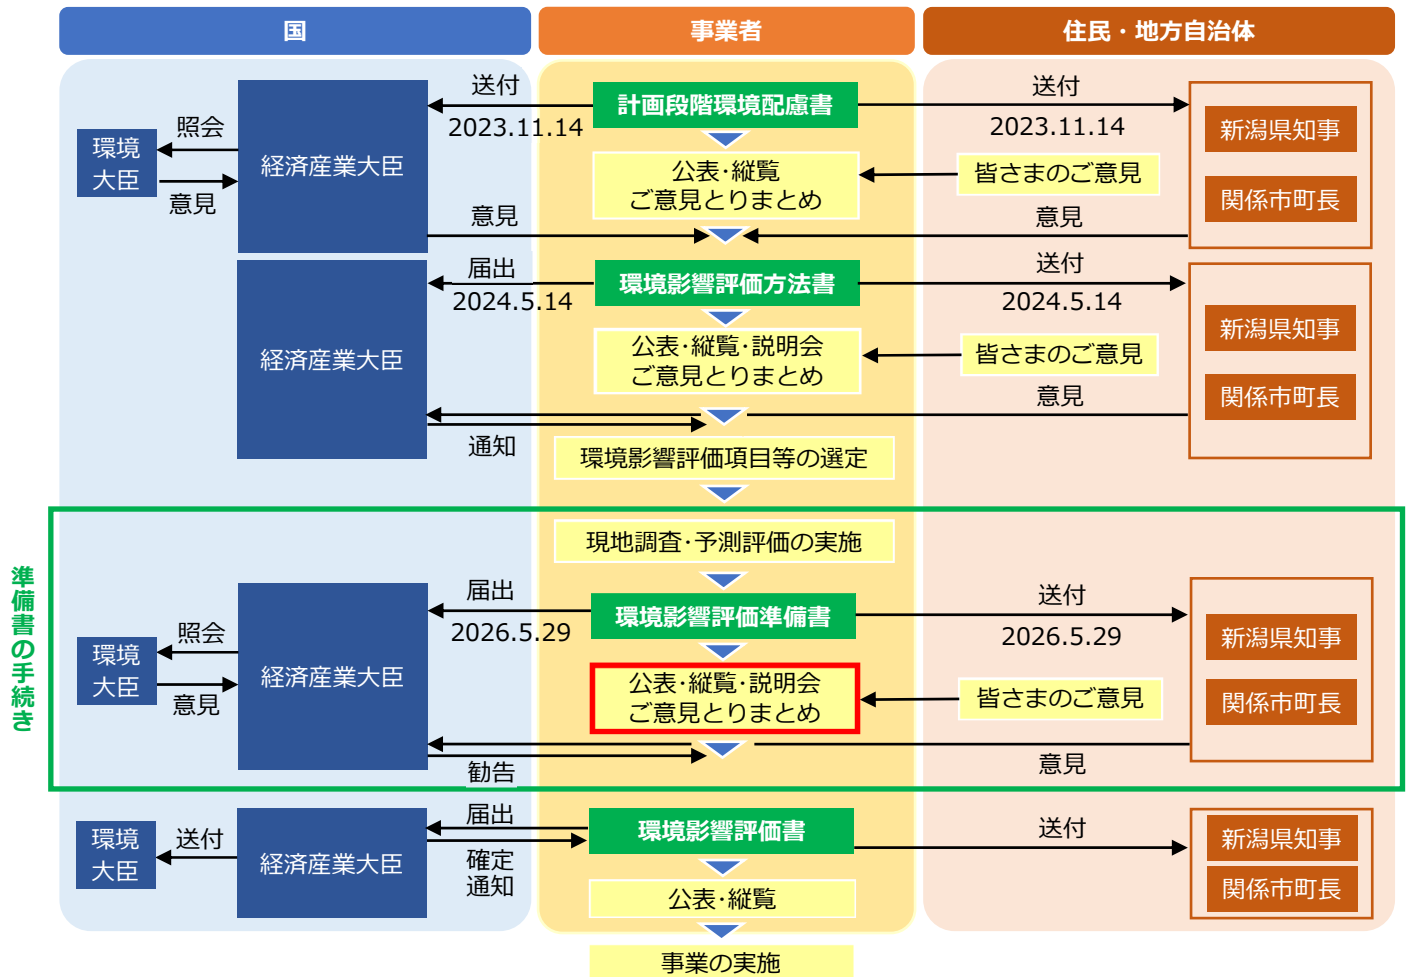 国
事業者
住民・地方自治体
送付
2023.11.14
計画段階環境配慮書
送付
2023.11.14
環境
大臣
照会
意見
経済産業大臣
公表・縦覧
ご意見とりまとめ
皆さまのご意見
新潟県知事
関係市町長
意見
意見
届出
2024.5.14
環境影響評価方法書
送付
2024.5.14
経済産業大臣
公表・縦覧・説明会
ご意見とりまとめ
皆さまのご意見
新潟県知事
関係市町長
意見
通知
環境影響評価項目等の選定
準備書の手続き
現地調査・予測評価の実施
届出
2026.5.29
環境影響評価準備書
送付
2026.5.29
環境
大臣
照会
意見
経済産業大臣
公表・縦覧・説明会
ご意見とりまとめ
皆さまのご意見
新潟県知事
関係市町長
勧告
意見
環境
大臣
送付
経済産業大臣
届出
確定
通知
環境影響評価書
送付
新潟県知事
関係市町長
公表・縦覧
事業の実施